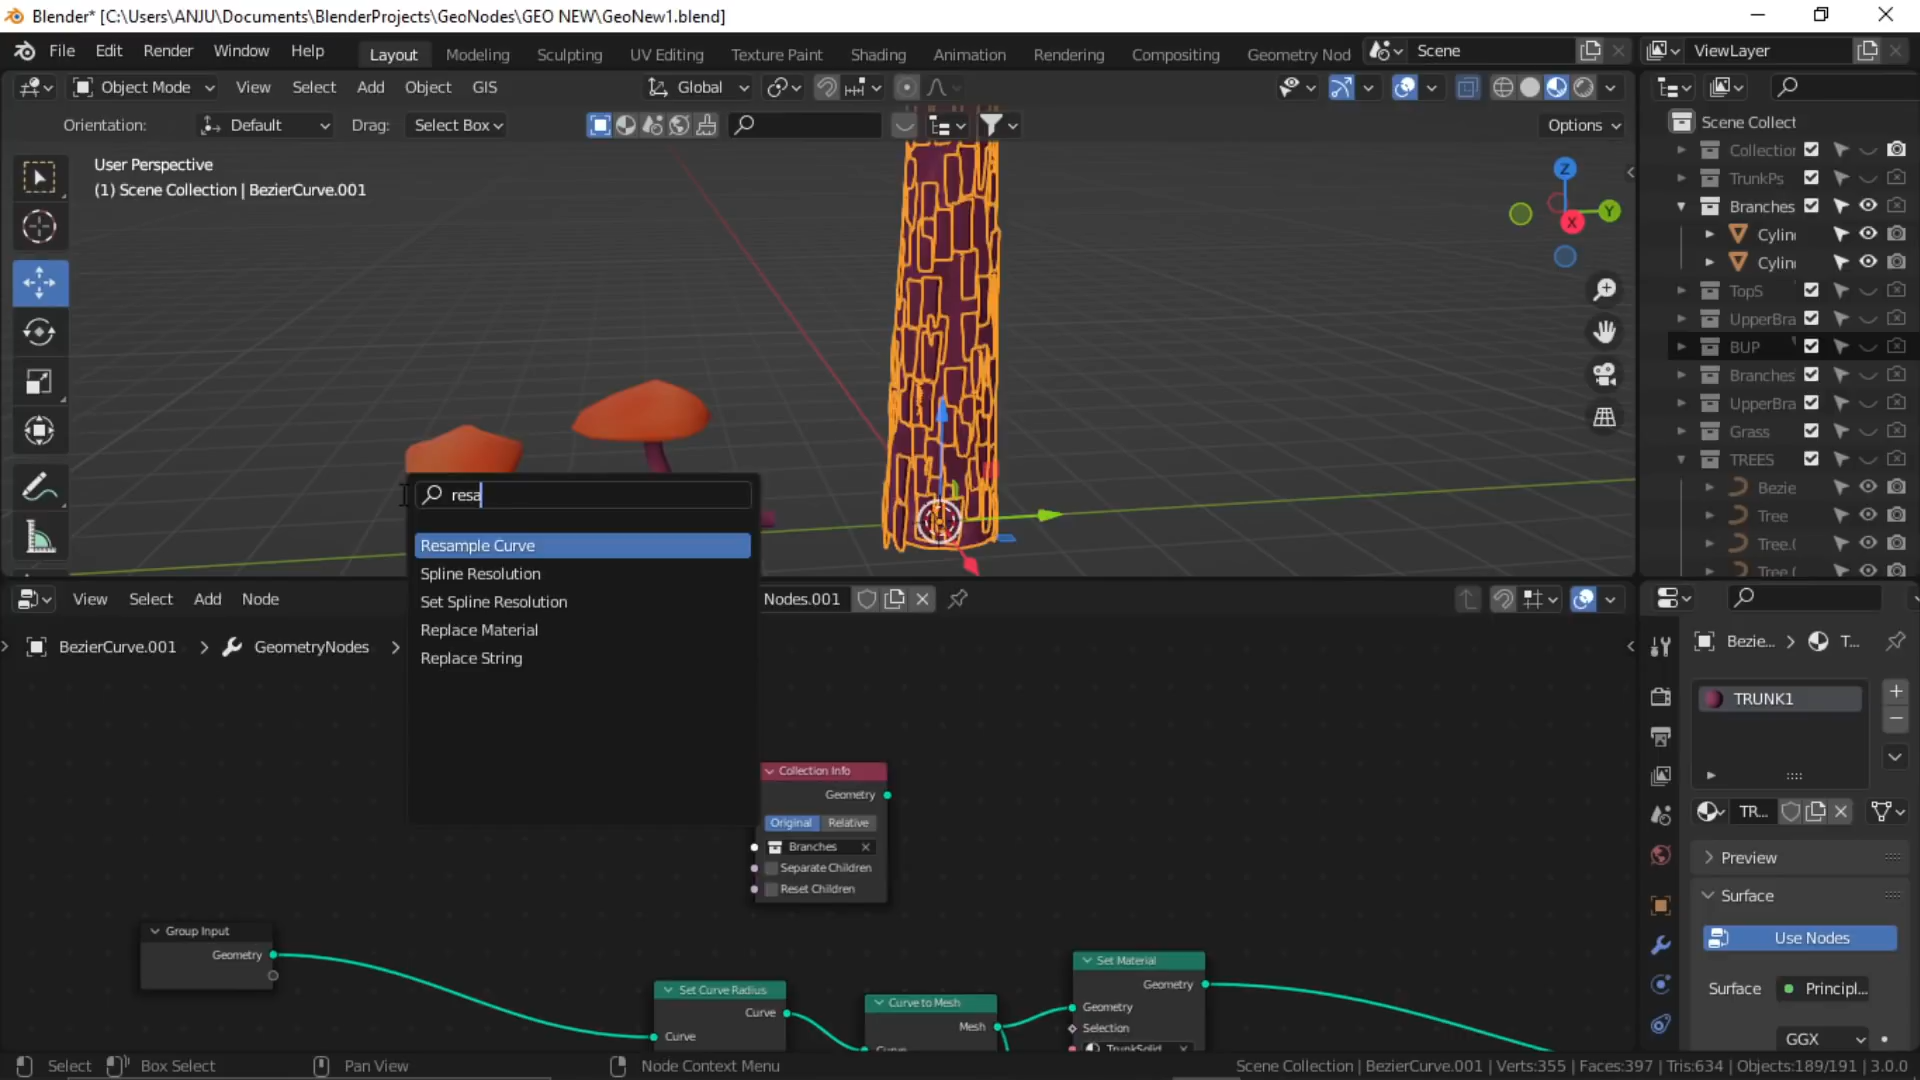 Blender* [C:\Users\ANJU\Documents\BlenderProjects\GeoNodes\GEO NEW\GeoNew1.blend]
File Edit Render Window Help Layout Modeling Sculpting UV Editing Texture Paint Shading Animation Rendering Compositing Geometry Nod Scene ViewLayer
Object Mode View Select Add Object GIS Global
Orientation: Default Drag: Select Box Options
User Perspective
(1) Scene Collection | BezierCurve.001
Z
Y
X
Scene Collect
Collection
TrunkPs
Branches
Cylin
Cylin
TopS
UpperBra
BUP
Branches
UpperBra
Grass
TREES
Bezie
Tree
Tree.(
Tree (
resa
Resample Curve
Spline Resolution
Set Spline Resolution
Replace Material
Replace String
View Select Add Node Nodes.001
BezierCurve.001 > GeometryNodes >
Collection Info
Geometry
Original Relative
Branches
Separate Children
Reset Children
Group Input
Geometry
Set Curve Radius
Curve
Curve
Curve to Mesh
Mesh
Curve
Set Material
Geometry
Geometry
Selection
TrunkSolid
Bezie... > T...
TRUNK1
TR...
Preview
Surface
Use Nodes
Surface Principl...
GGX
Select Box Select Pan View Node Context Menu Scene Collection | BezierCurve.001 | Verts:355 | Faces:397 | Tris:634 | Objects:189/191 | 3.0.0